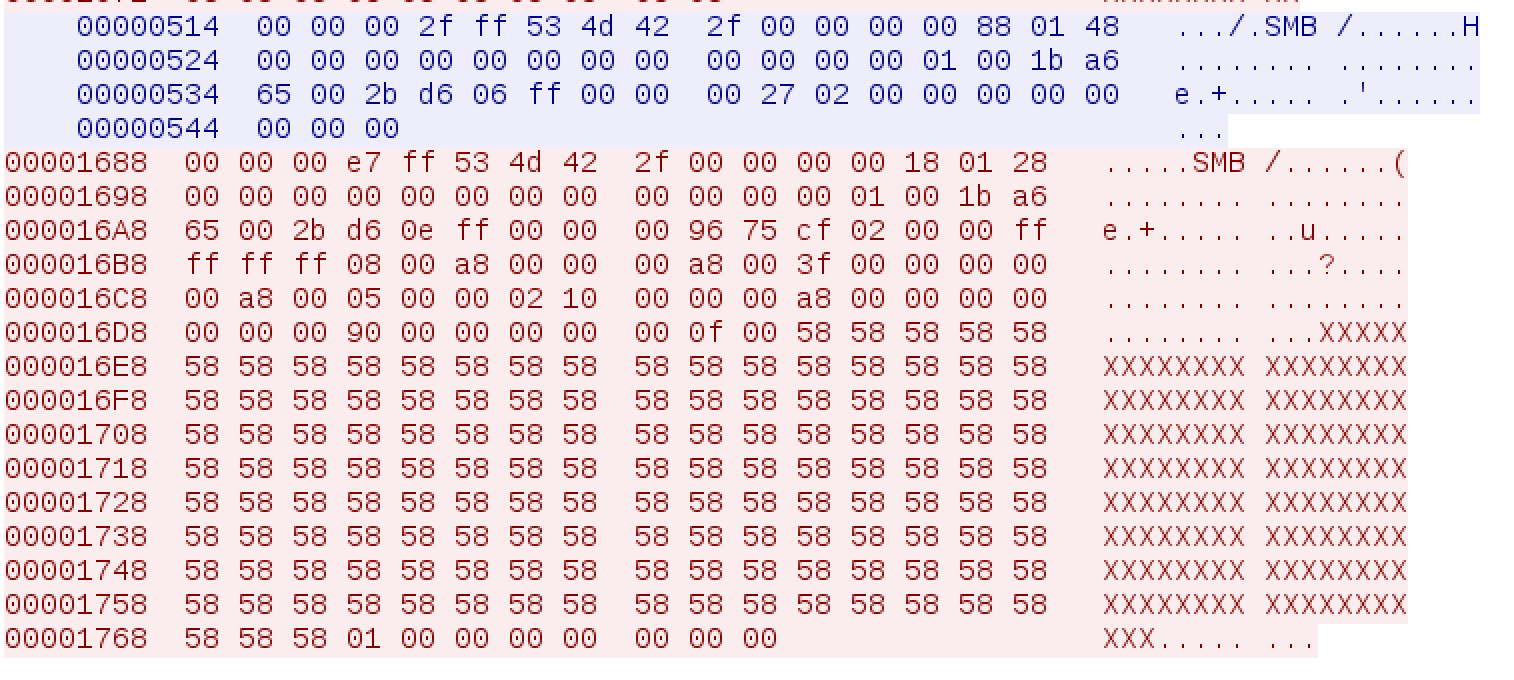 00000514  00 00 00 2f ff 53 4d 42  2f 00 00 00 00 88 01 48   .../.SMB /......H
00000524  00 00 00 00 00 00 00 00  00 00 00 00 01 00 1b a6   ........ ........
00000534  65 00 2b d6 06 ff 00 00  00 27 02 00 00 00 00 00   e.+..... .'......
00000544  00 00 00   ...
00001688  00 00 00 e7 ff 53 4d 42  2f 00 00 00 00 18 01 28   .....SMB /......(
00001698  00 00 00 00 00 00 00 00  00 00 00 00 01 00 1b a6   ........ ........
000016A8  65 00 2b d6 0e ff 00 00  00 96 75 cf 02 00 00 ff   e.+..... ..u.....
000016B8  ff ff ff 08 00 a8 00 00  00 a8 00 3f 00 00 00 00   ........ ...?....
000016C8  00 a8 00 05 00 00 02 10  00 00 00 a8 00 00 00 00   ........ ........
000016D8  00 00 00 90 00 00 00 00  00 0f 00 58 58 58 58 58   ........ ...XXXXX
000016E8  58 58 58 58 58 58 58 58  58 58 58 58 58 58 58 58   XXXXXXXX XXXXXXXX
000016F8  58 58 58 58 58 58 58 58  58 58 58 58 58 58 58 58   XXXXXXXX XXXXXXXX
00001708  58 58 58 58 58 58 58 58  58 58 58 58 58 58 58 58   XXXXXXXX XXXXXXXX
00001718  58 58 58 58 58 58 58 58  58 58 58 58 58 58 58 58   XXXXXXXX XXXXXXXX
00001728  58 58 58 58 58 58 58 58  58 58 58 58 58 58 58 58   XXXXXXXX XXXXXXXX
00001738  58 58 58 58 58 58 58 58  58 58 58 58 58 58 58 58   XXXXXXXX XXXXXXXX
00001748  58 58 58 58 58 58 58 58  58 58 58 58 58 58 58 58   XXXXXXXX XXXXXXXX
00001758  58 58 58 58 58 58 58 58  58 58 58 58 58 58 58 58   XXXXXXXX XXXXXXXX
00001768  58 58 58 01 00 00 00 00  00 00 00   XXX..... ...